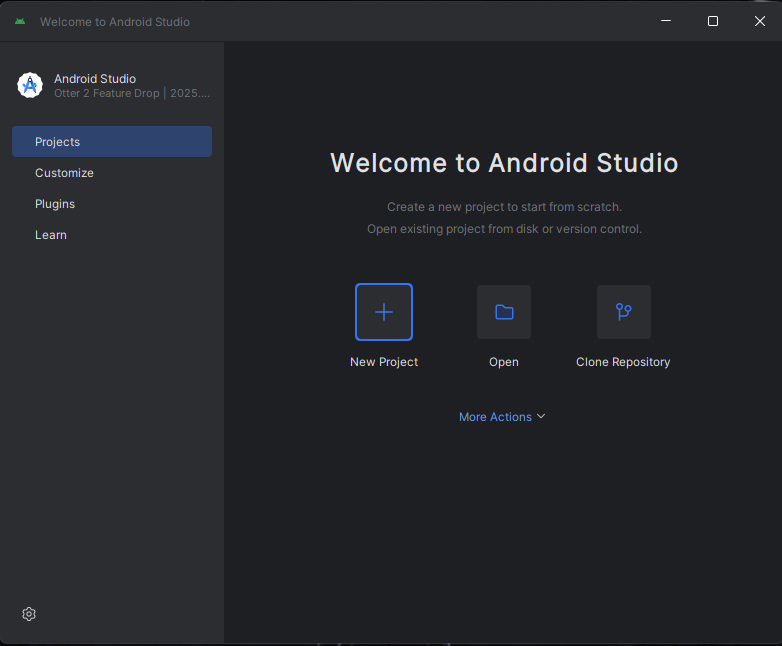 Welcome to Android Studio
Android Studio
Otter 2 Feature Drop | 2025....
Projects
Customize
Plugins
Learn
Welcome to Android Studio
Create a new project to start from scratch.
Open existing project from disk or version control.
New Project
Open
Clone Repository
More Actions